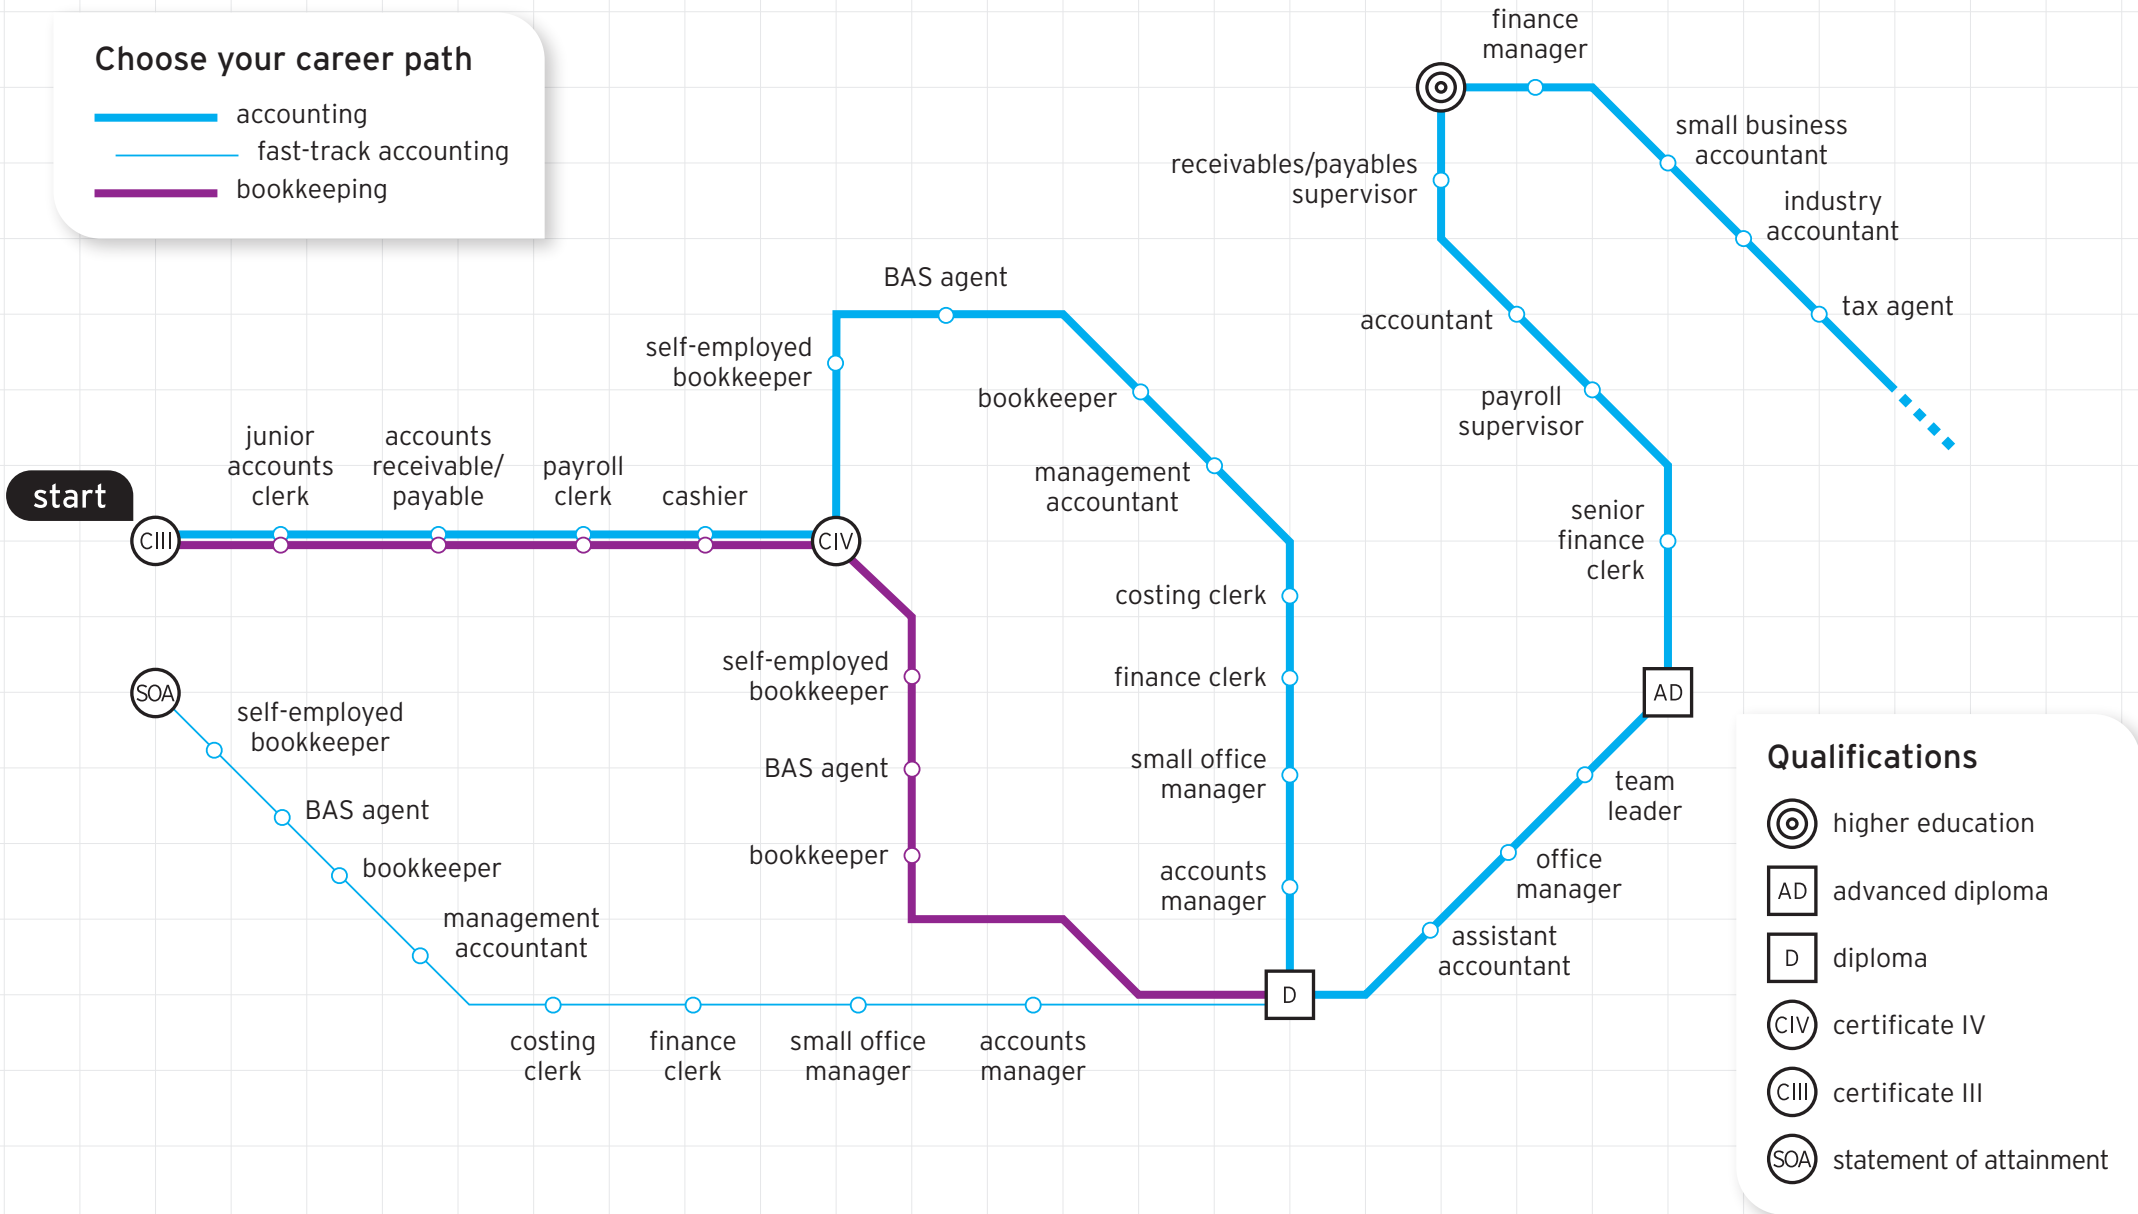 Choose your career path
accounting
fast-track accounting
bookkeeping
finance
manager
small business
accountant
industry
accountant
tax agent
receivables/payables
supervisor
accountant
payroll
supervisor
senior
finance
clerk
BAS agent
self-employed
bookkeeper
bookkeeper
management
accountant
start
junior
accounts
clerk
accounts
receivable/
payable
payroll
clerk
cashier
CIII
CIV
costing clerk
finance clerk
small office
manager
accounts
manager
self-employed
bookkeeper
BAS agent
bookkeeper
SOA
self-employed
bookkeeper
BAS agent
bookkeeper
management
accountant
costing
clerk
finance
clerk
small office
manager
accounts
manager
D
assistant
accountant
office
manager
team
leader
AD
Qualifications
higher education
AD advanced diploma
D diploma
CIV certificate IV
CIII certificate III
SOA statement of attainment